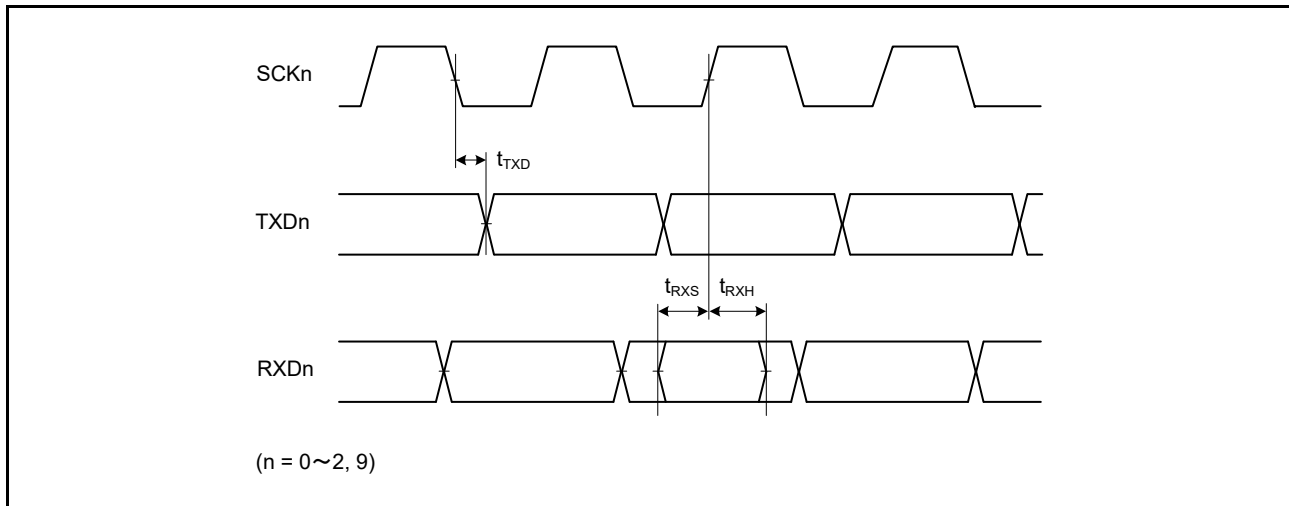 SCKn
tTXD
TXDn
tRXS tRXH
RXDn
(n = 0～2, 9)